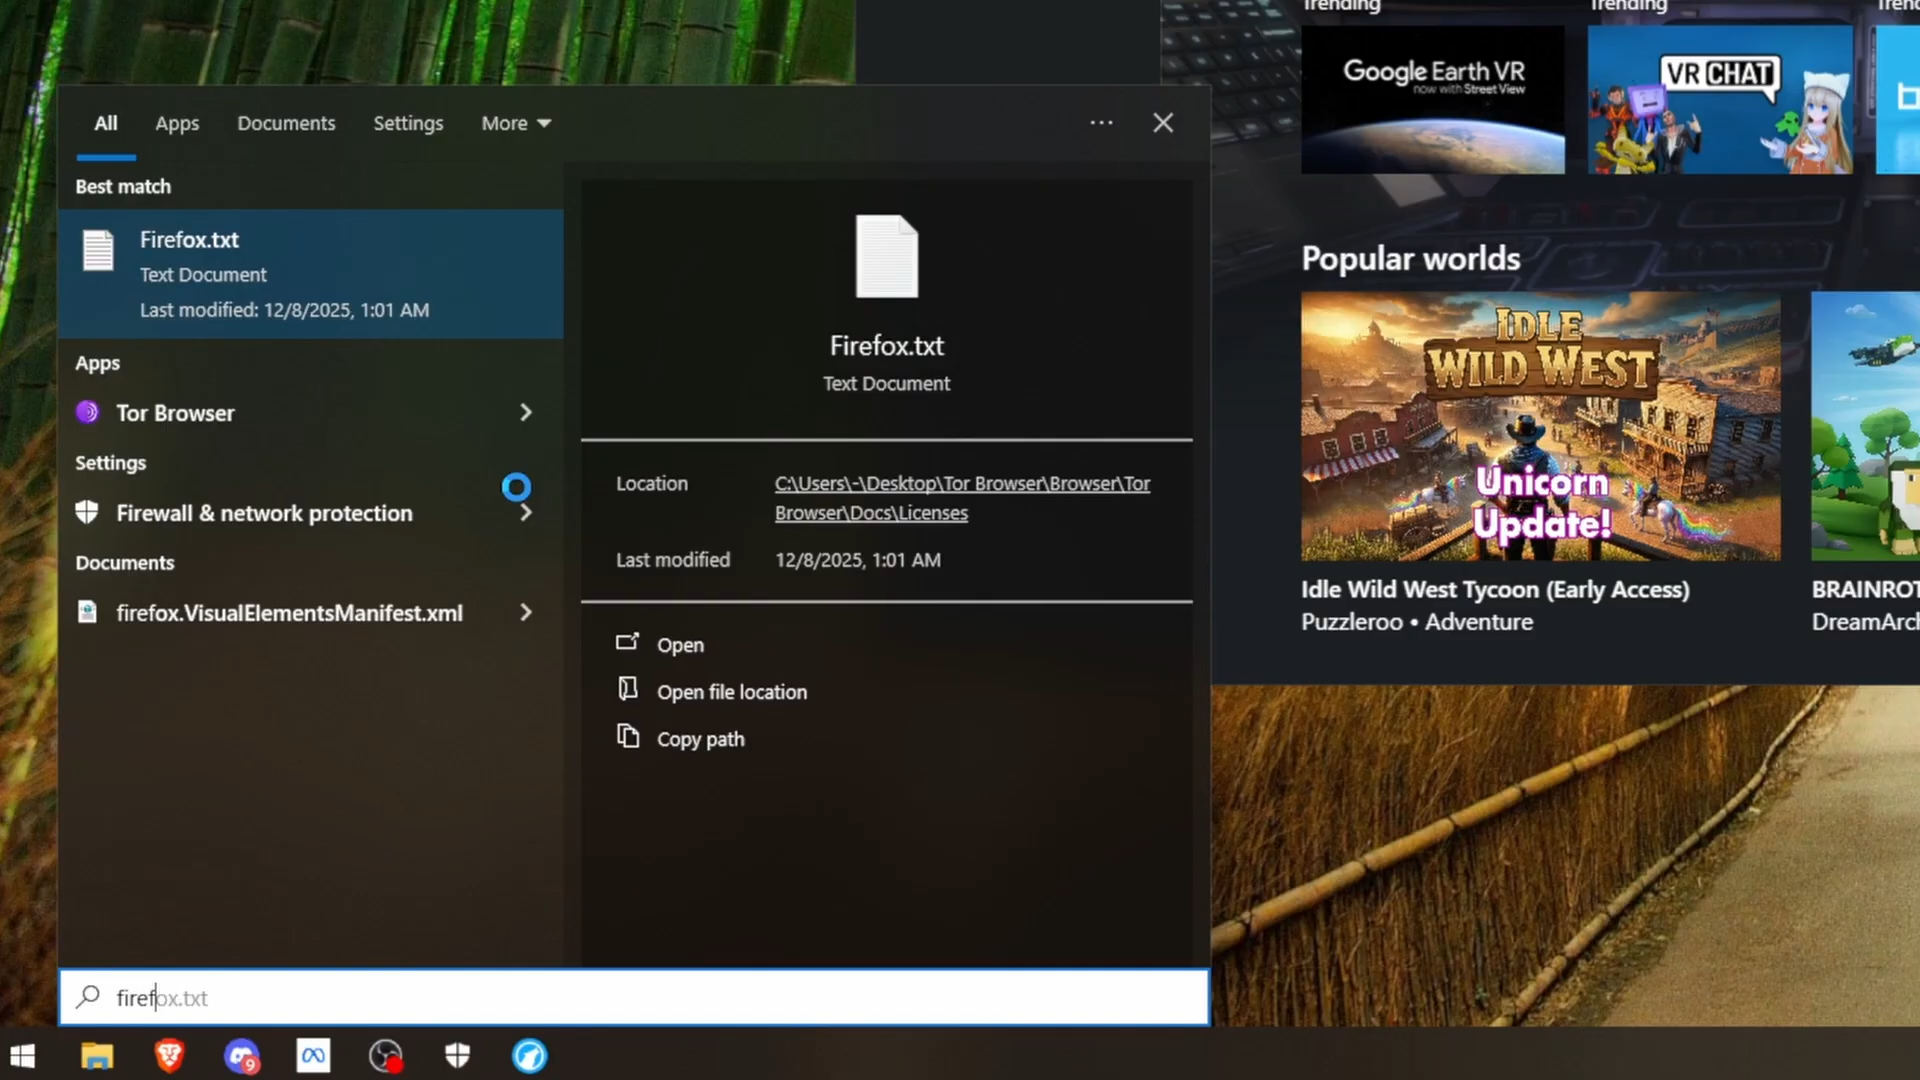 All
Apps
Documents
Settings
More
Best match
Firefox.txt
Text Document
Last modified: 12/8/2025, 1:01 AM
Apps
Tor Browser
Settings
Firewall & network protection
Documents
firefox.VisualElementsManifest.xml
Firefox.txt
Text Document
Location
C:\Users\-\Desktop\Tor Browser\Browser\Tor
Browser\Docs\Licenses
Last modified
12/8/2025, 1:01 AM
Open
Open file location
Copy path
firefox.txt
9
Trending
Trending
Google Earth VR
now with Street View
VR CHAT
Popular worlds
IDLE
WILD WEST
Unicorn
Update!
Idle Wild West Tycoon (Early Access)
Puzzleroo • Adventure
BRAINROT
DreamArch